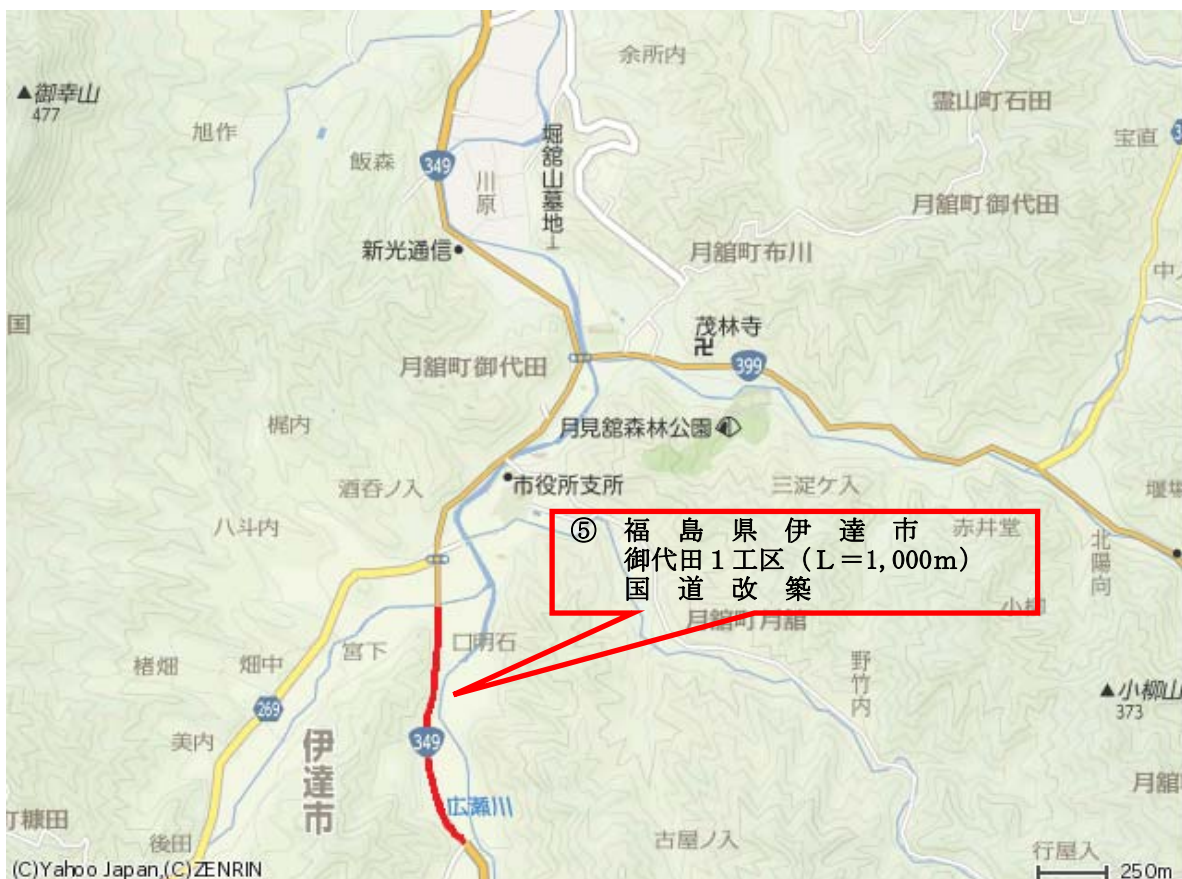 余所内
▲御幸山
477
霊山町石田
旭作
宝直
飯森
349
堀舘山墓地
川原
月舘町御代田
新光通信
月舘町布川
中ノ
国
茂林寺
月舘町御代田
399
梶内
月見舘森林公園
酒呑ノ入
市役所支所
三淀ケ入
堰場
八斗内
赤井堂
北陽向
⑤ 福島県伊達市
御代田1工区（L＝1,000m）
国道改築
小柳
月舘町月舘
口明石
宮下
楮畑
畑中
野竹内
▲小柳山
373
269
349
美内
伊達市
月舘
広瀬川
町糠田
後田
古屋ノ入
行屋入
(C)Yahoo Japan,(C)ZENRIN
250m